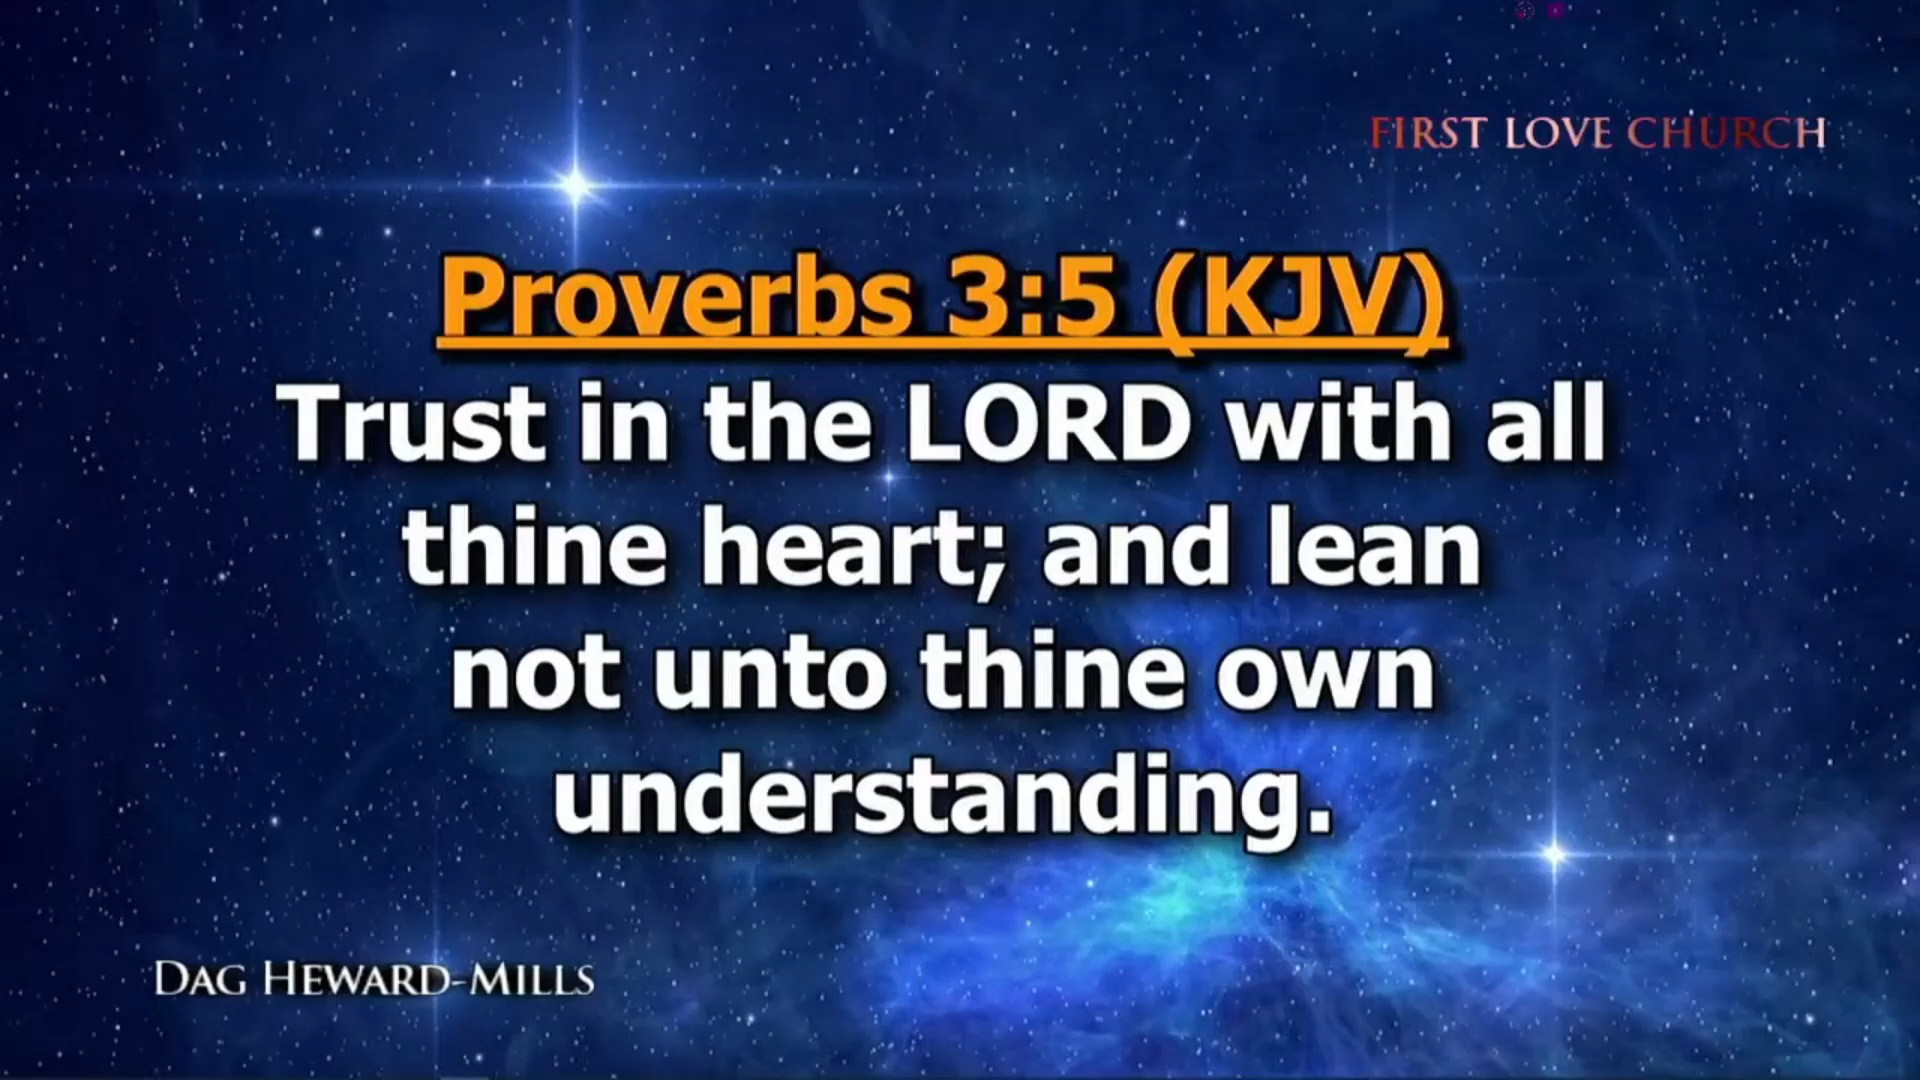 FIRST LOVE CHURCH
Proverbs 3:5 (KJV)
Trust in the LORD with all
thine heart; and lean
not unto thine own
understanding.
DAG HEWARD-MILLS